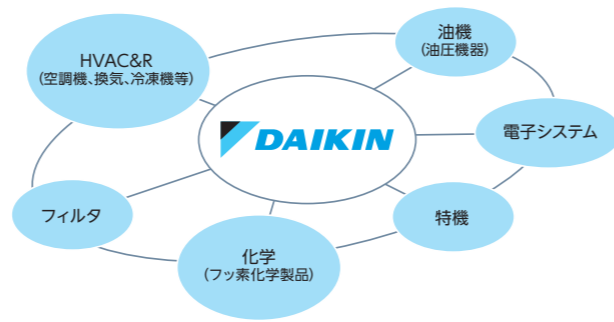 HVAC&R
(空調機、換気、冷凍機等)
油機
(油圧機器)
DAIKIN
電子システム
フィルタ
特機
化学
(フッ素化学製品)